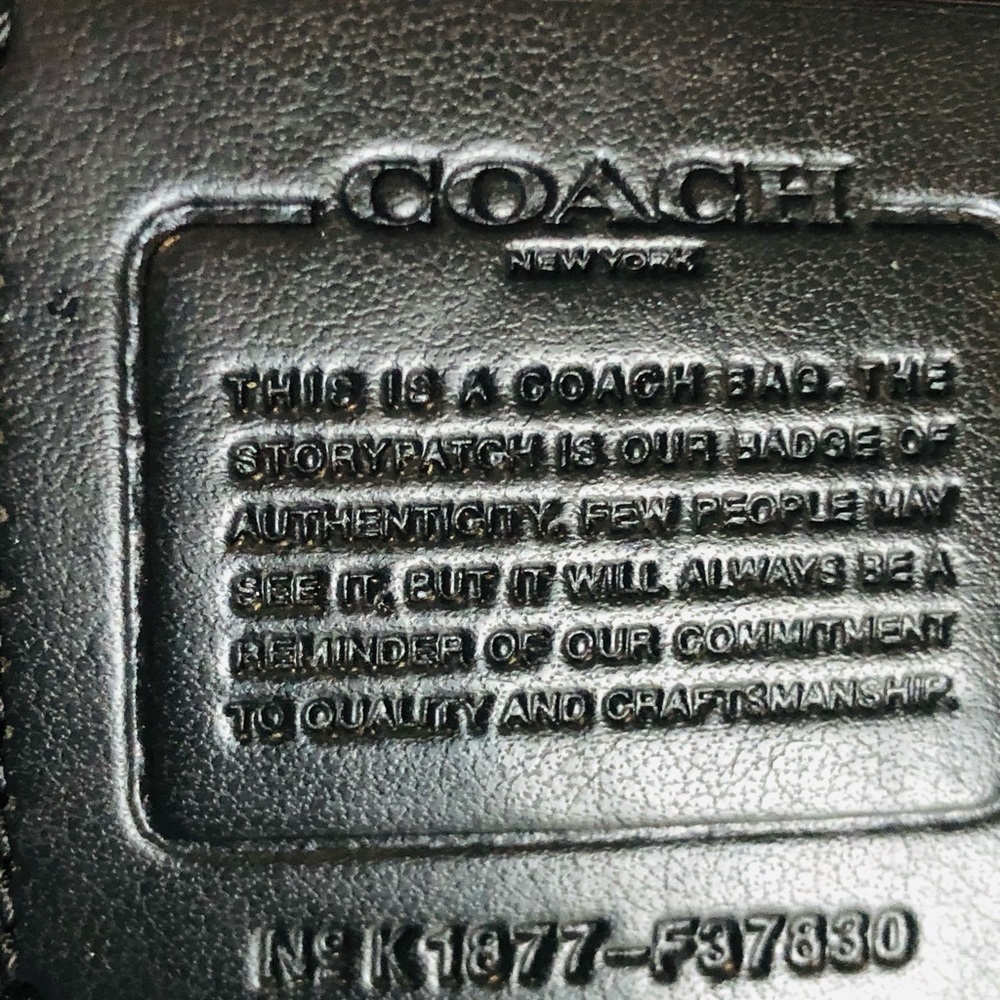 COACH
NEW YORK
THIS IS A COACH BAG. THE
STORYPATCH IS OUR BADGE OF
AUTHENTICITY. FEW PEOPLE MAY
SEE IT, BUT IT WILL ALWAYS BE A
REMINDER OF OUR COMMITMENT
TO QUALITY AND CRAFTSMANSHIP.
Nº K1877-F37830